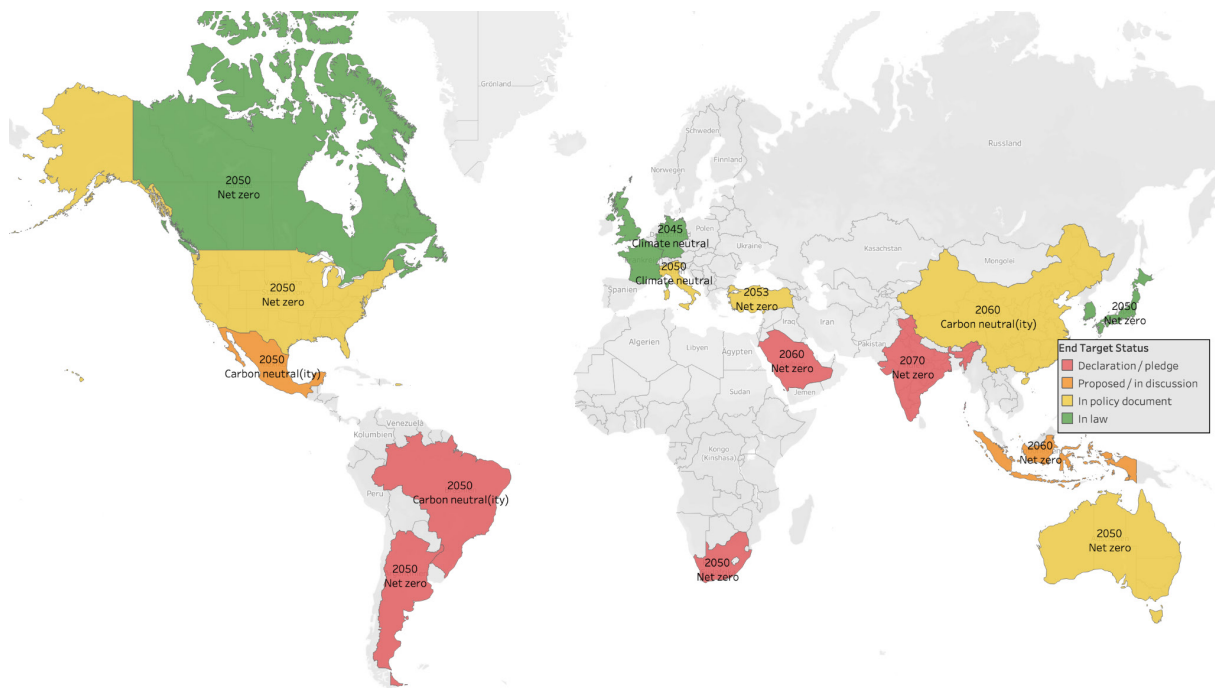 Grönland
Schweden
Finnland
Norwegen
Russland
2050
Net zero
2045
Climate neutral
Polen
Ukraine
Kasachstan
Mongolei
2050
Climate neutral
Spanien
2050
Net zero
2053
Net zero
2060
Carbon neutral(ity)
2050
Net zero
Iraq
Iran
Algerien
Libyen
Ägypten
Pakistan
2050
Carbon neutral(ity)
2060
Net zero
2070
Net zero
End Target Status
Declaration / pledge
Proposed / in discussion
In policy document
In law
Sudan
Jemen
Venezuela
Kolumbien
Kongo
(Kinshasa)
2060
Net zero
Peru
2050
Carbon neutral(ity)
2050
Net zero
2050
Net zero
2050
Net zero